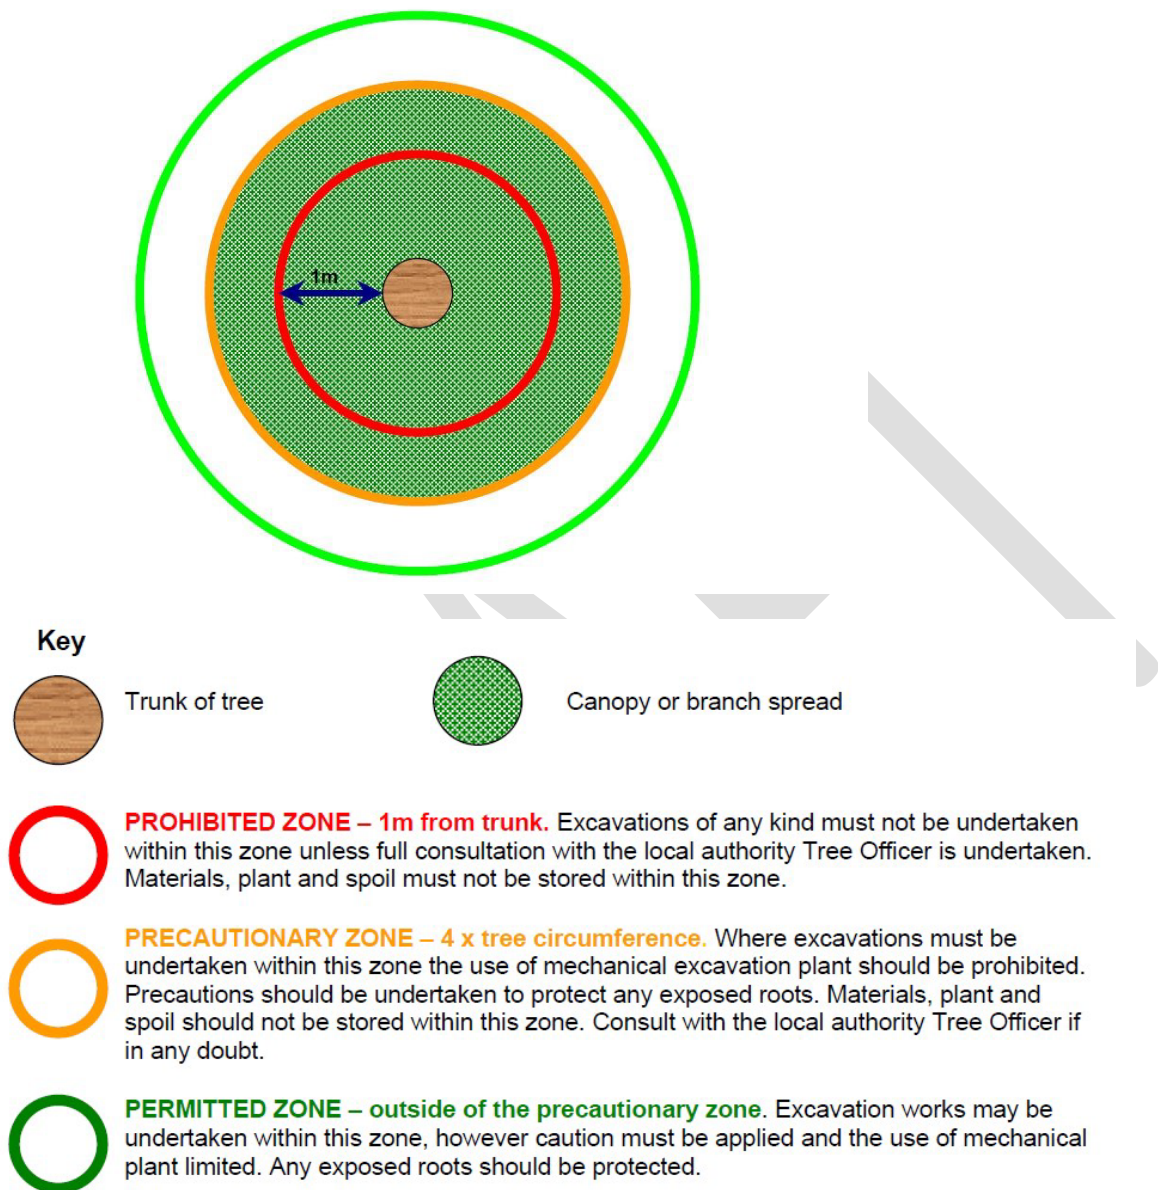 1m
Key
Trunk of tree
Canopy or branch spread
PROHIBITED ZONE – 1m from trunk. Excavations of any kind must not be undertaken
within this zone unless full consultation with the local authority Tree Officer is undertaken.
Materials, plant and spoil must not be stored within this zone.
PRECAUTIONARY ZONE – 4 x tree circumference. Where excavations must be
undertaken within this zone the use of mechanical excavation plant should be prohibited.
Precautions should be undertaken to protect any exposed roots. Materials, plant and
spoil should not be stored within this zone. Consult with the local authority Tree Officer if
in any doubt.
PERMITTED ZONE – outside of the precautionary zone. Excavation works may be
undertaken within this zone, however caution must be applied and the use of mechanical
plant limited. Any exposed roots should be protected.